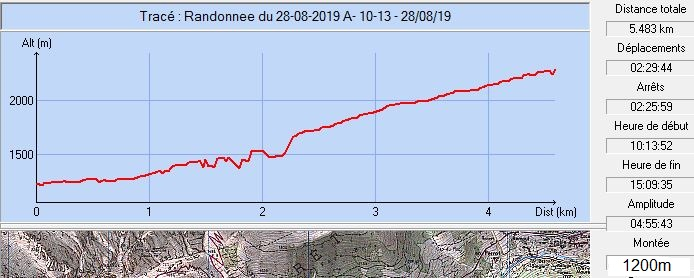 Tracé : Randonnee du 28-08-2019 A- 10-13 - 28/08/19
Alt (m)
2000
1500
0
1
2
3
4
Dist (km)
Distance totale
5.483 km
Déplacements
02:29:44
Arrêts
02:25:59
Heure de début
10:13:52
Heure de fin
15:09:35
Amplitude
04:55:43
Montée
1200m